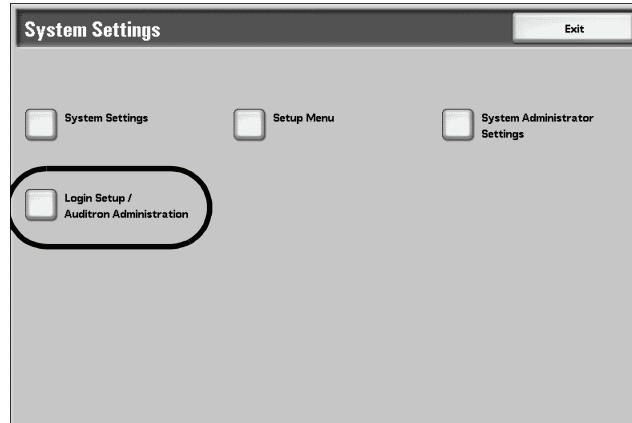 System Settings
Exit
System Settings
Setup Menu
System Administrator
Settings
Login Setup /
Auditron Administration